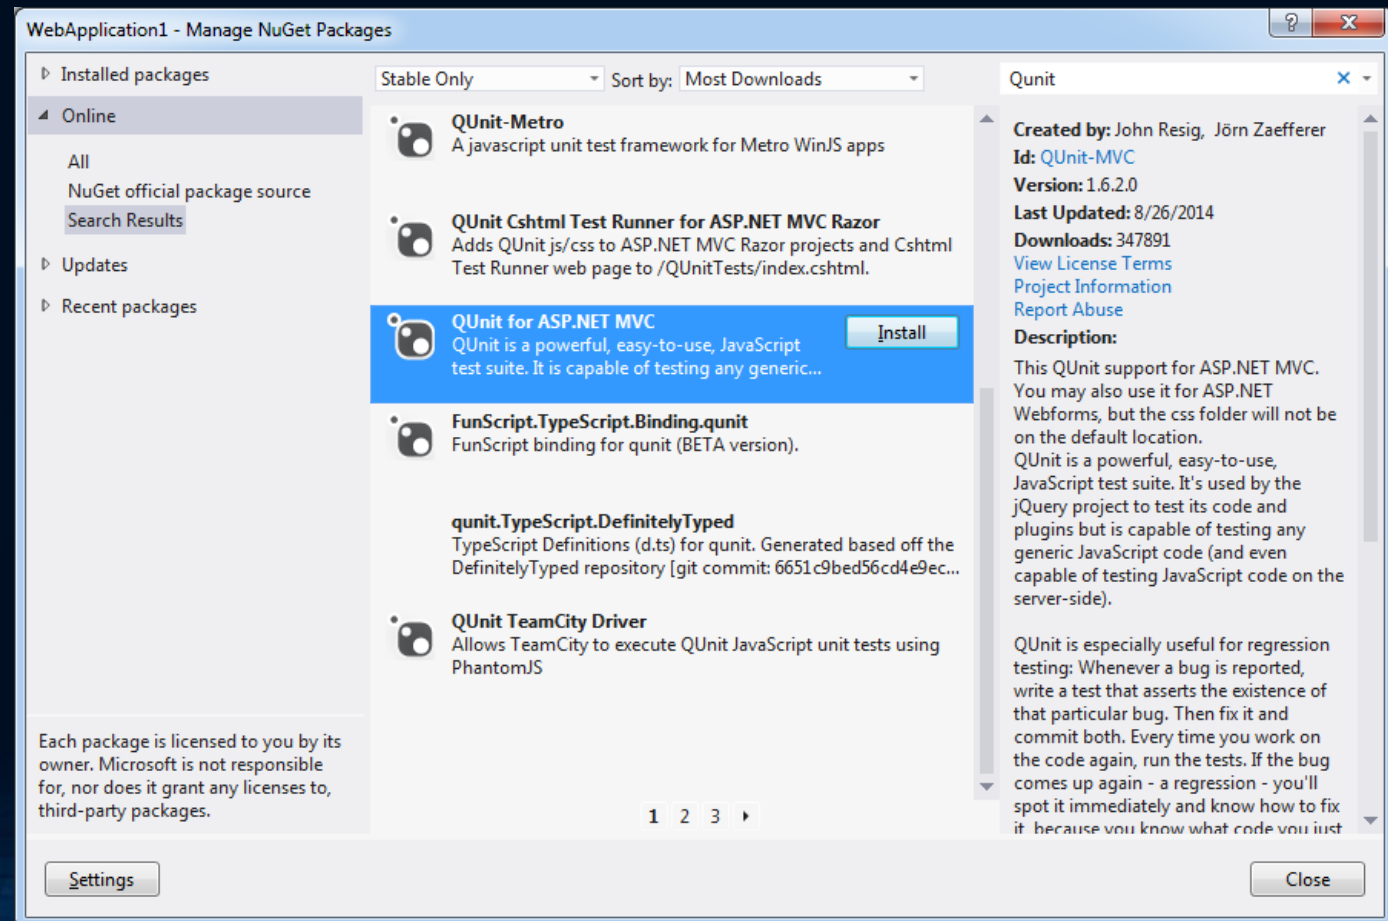 WebApplication1 - Manage NuGet Packages
Installed packages
Online
All
NuGet official package source
Search Results
Updates
Recent packages
Each package is licensed to you by its
owner. Microsoft is not responsible
for, nor does it grant any licenses to,
third-party packages.
Settings
Stable Only
Sort by: Most Downloads
QUnit-Metro
A javascript unit test framework for Metro WinJS apps
QUnit Cshtml Test Runner for ASP.NET MVC Razor
Adds QUnit js/css to ASP.NET MVC Razor projects and Cshtml
Test Runner web page to /QUnitTests/index.cshtml.
QUnit for ASP.NET MVC
QUnit is a powerful, easy-to-use, JavaScript
test suite. It is capable of testing any generic...
Install
FunScript.TypeScript.Binding.qunit
FunScript binding for qunit (BETA version).
qunit.TypeScript.DefinitelyTyped
TypeScript Definitions (d.ts) for qunit. Generated based off the
DefinitelyTyped repository [git commit: 6651c9bed56cd4e9ec...
QUnit TeamCity Driver
Allows TeamCity to execute QUnit JavaScript unit tests using
PhantomJS
1 2 3
Qunit
Created by: John Resig, Jörn Zaefferer
Id: QUnit-MVC
Version: 1.6.2.0
Last Updated: 8/26/2014
Downloads: 347891
View License Terms
Project Information
Report Abuse
Description:
This QUnit support for ASP.NET MVC.
You may also use it for ASP.NET
Webforms, but the css folder will not be
on the default location.
QUnit is a powerful, easy-to-use,
JavaScript test suite. It's used by the
jQuery project to test its code and
plugins but is capable of testing any
generic JavaScript code (and even
capable of testing JavaScript code on the
server-side).
QUnit is especially useful for regression
testing: Whenever a bug is reported,
write a test that asserts the existence of
that particular bug. Then fix it and
commit both. Every time you work on
the code again, run the tests. If the bug
comes up again - a regression - you'll
spot it immediately and know how to fix
it, because you know what code you just
Close